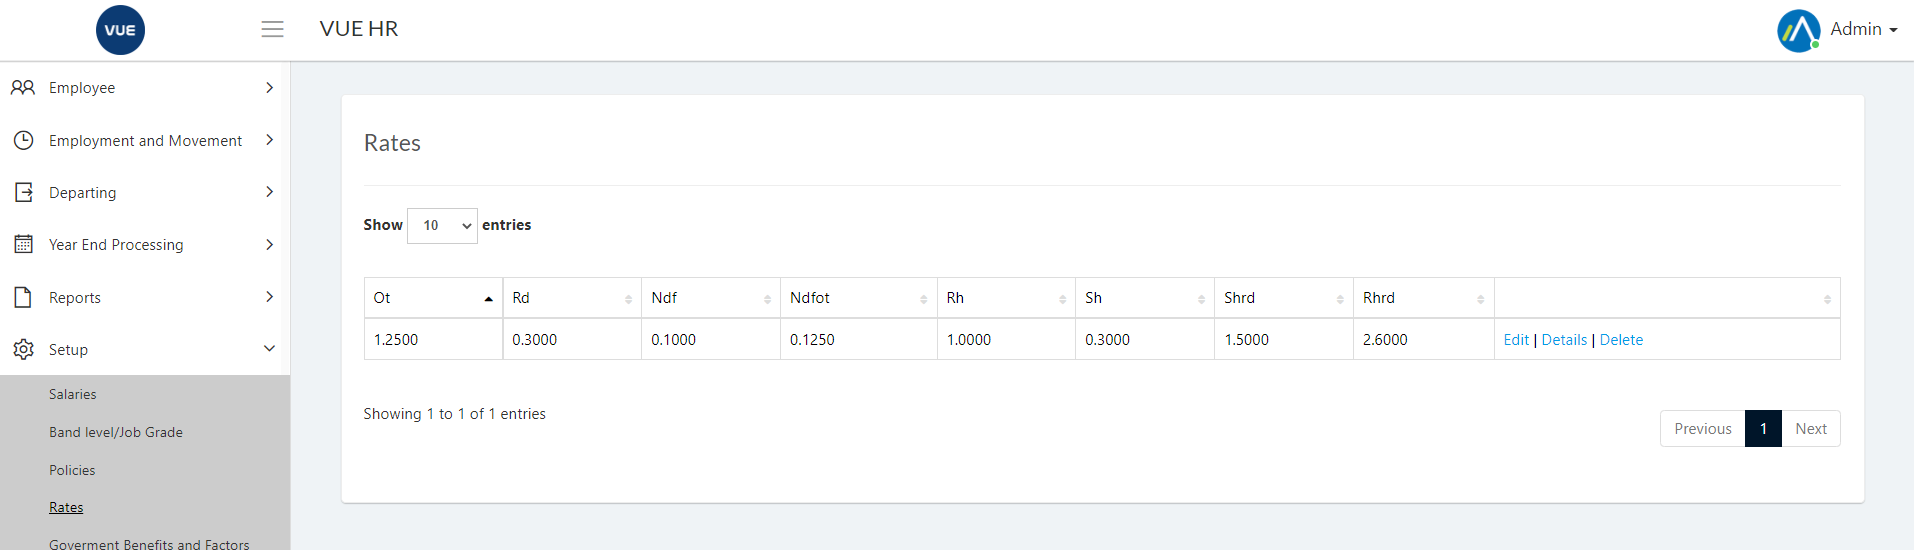 VUE
VUE HR
Admin
Employee
Employment and Movement
Departing
Year End Processing
Reports
Setup
Salaries
Band level/Job Grade
Policies
Rates
Goverment Benefits and Factors
Rates
Show 10 entries
Ot Rd Ndf Ndfot Rh Sh Shrd Rhrd
1.2500 0.3000 0.1000 0.1250 1.0000 0.3000 1.5000 2.6000 Edit | Details | Delete
Showing 1 to 1 of 1 entries
Previous 1 Next